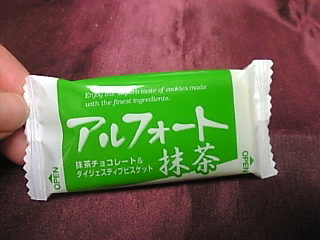 Enjoy the superb taste of cookies made
with the finest ingredients.
アルフォート
抹茶
抹茶チョコレート&
ダイジェスティブビスケット
OPEN
OPEN